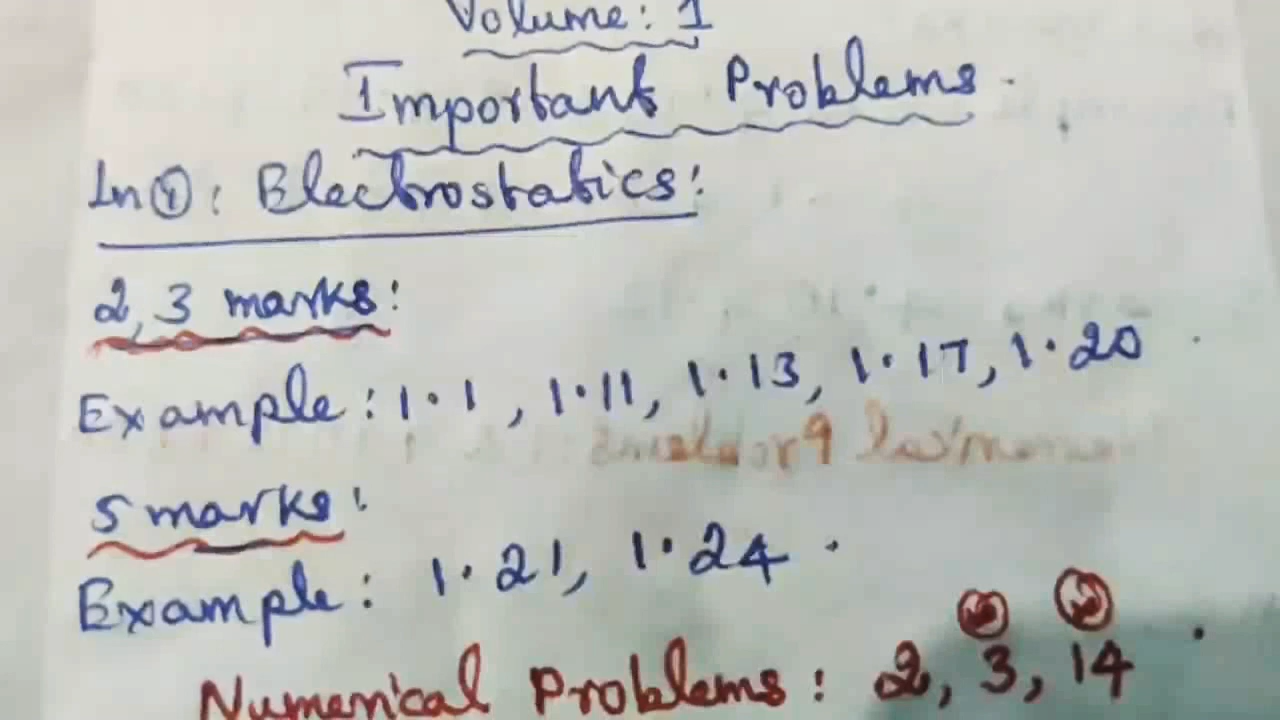 Volume: 1
Important Problems.
Ln ①: Electrostatics:
2, 3 marks:
Example: 1.1, 1.11, 1.13, 1.17, 1.20
5 marks:
Example: 1.21, 1.24.
Numerical Problems: 2, 3, 14.